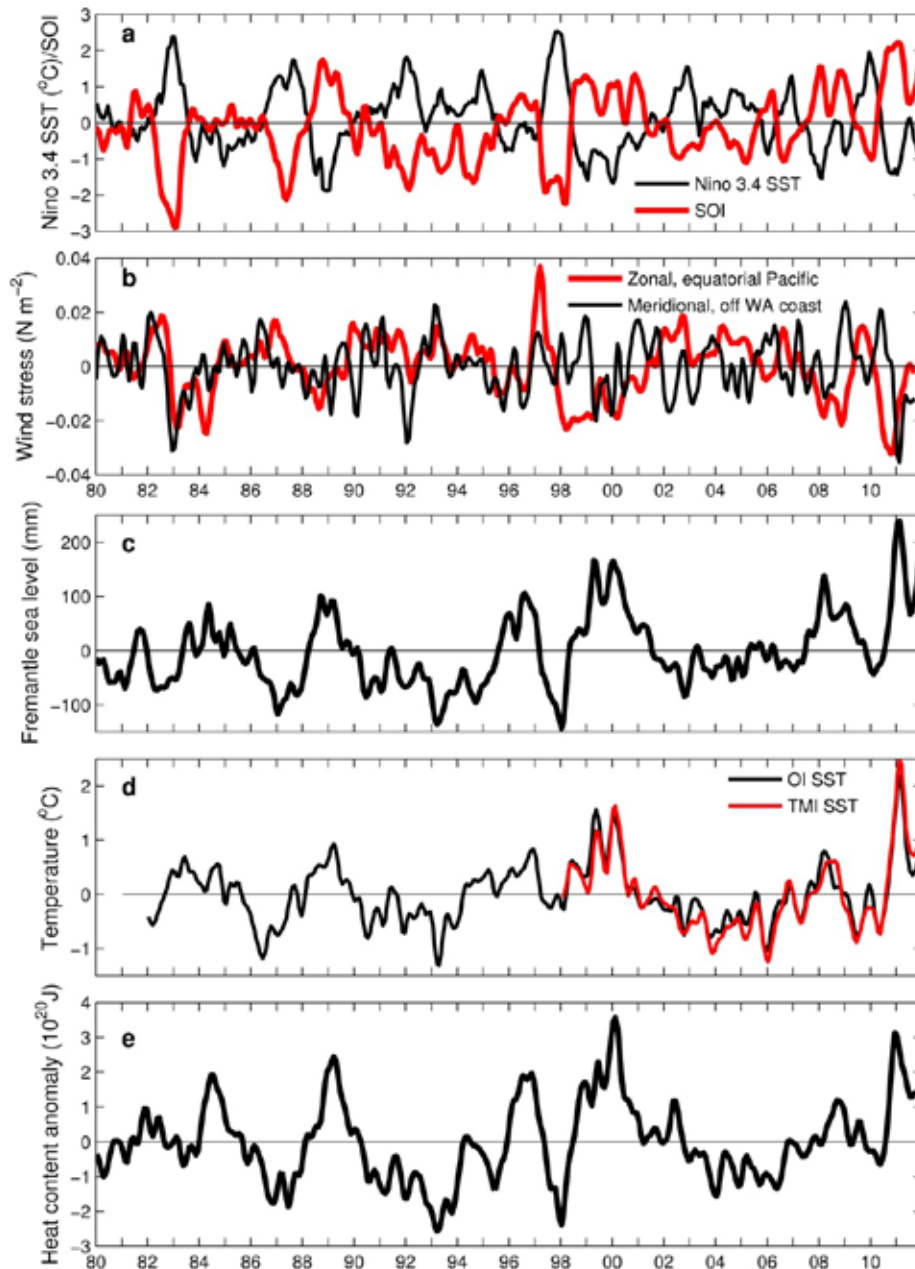 3
2
1
0
−1
−2
−3
Nino 3.4 SST (°C)/SOI
a
Nino 3.4 SST
SOI
0.04
0.02
0
−0.02
−0.04
Wind stress (N m−2)
b
Zonal, equatorial Pacific
Meridional, off WA coast
80 82 84 86 88 90 92 94 96 98 00 02 04 06 08 10
200
100
0
−100
Fremantle sea level (mm)
c
2
1
0
−1
Temperature (°C)
d
OI SST
TMI SST
4
3
2
1
0
−1
−2
−3
Heat content anomaly (10²⁰J)
e
80 82 84 86 88 90 92 94 96 98 00 02 04 06 08 10